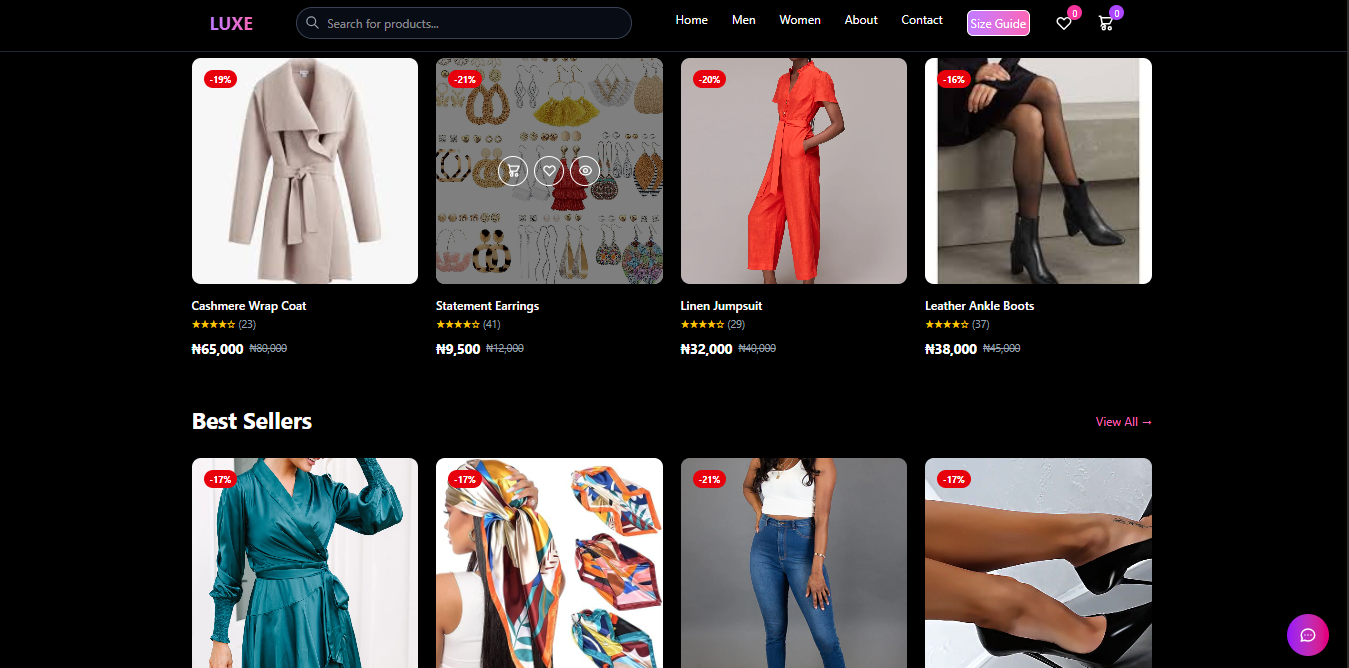 LUXE
Search for products...
Home Men Women About Contact Size Guide 0 0
-19% -21% -20% -16%
Cashmere Wrap Coat Statement Earrings Linen Jumpsuit Leather Ankle Boots
★★★★☆ (23) ★★★★☆ (41) ★★★★☆ (29) ★★★★☆ (37)
₦65,000 ₦80,000 ₦9,500 ₦12,000 ₦32,000 ₦40,000 ₦38,000 ₦45,000
Best Sellers View All →
-17% -17% -21% -17%